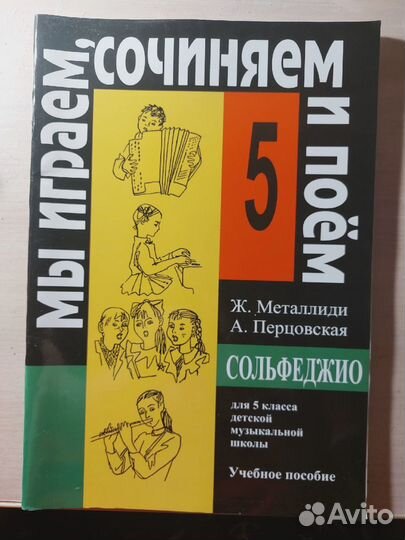 мы играем,
сочиняем
и поём
5
Ж. Металлиди
А. Перцовская
СОЛЬФЕДЖИО
для 5 класса
детской
музыкальной
школы
Учебное пособие
Avito